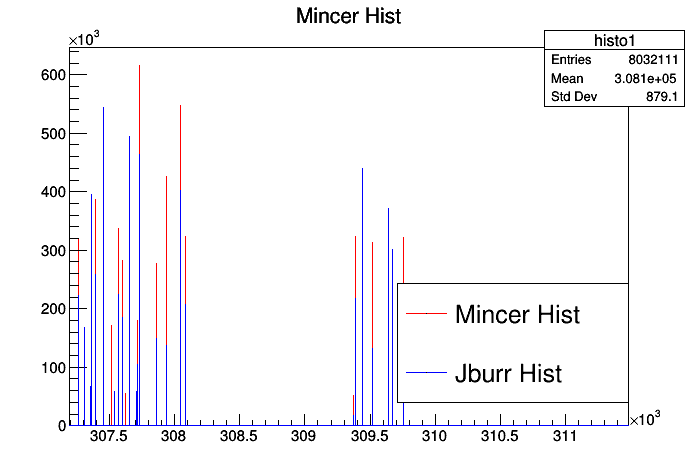 Mincer Hist
×10³
histo1
Entries 8032111
Mean 3.081e+05
Std Dev 879.1
600
500
400
300
200
100
0
Mincer Hist
Jburr Hist
307.5 308 308.5 309 309.5 310 310.5 311
×10³